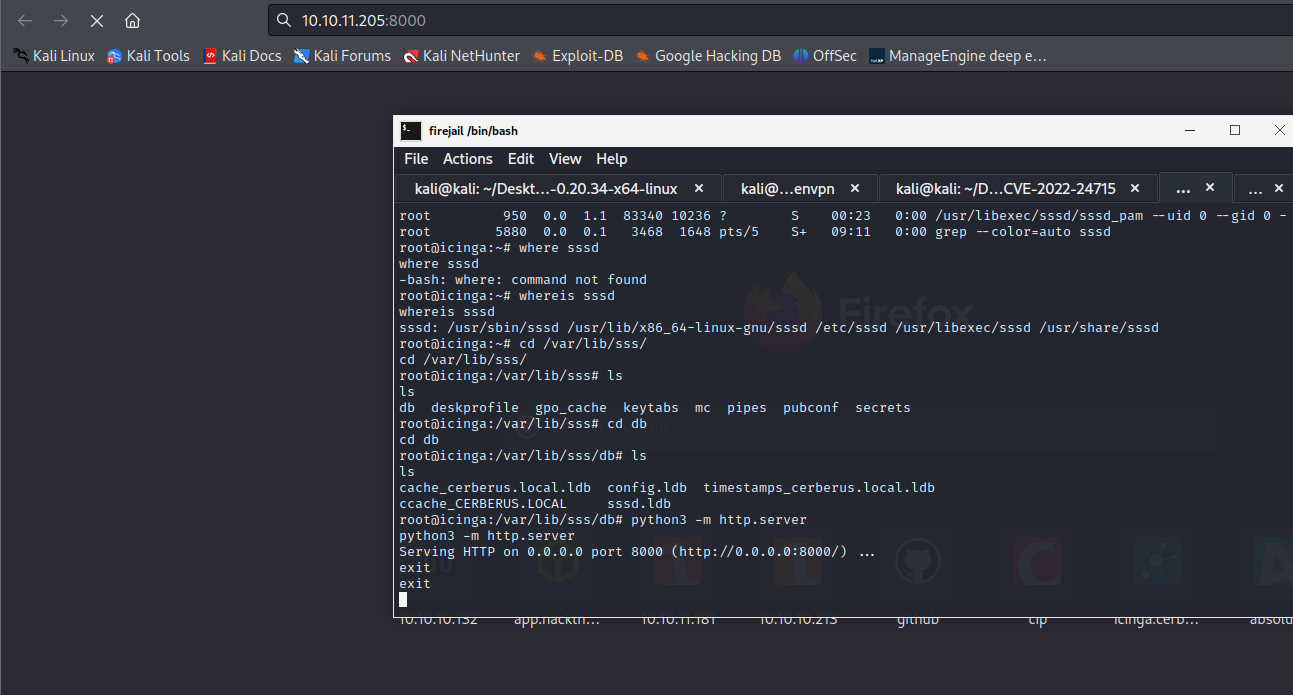 10.10.11.205:8000
Kali Linux Kali Tools Kali Docs Kali Forums Kali NetHunter Exploit-DB Google Hacking DB OffSec ManageEngine deep e…
firejail /bin/bash
File Actions Edit View Help
kali@kali: ~/Deskt…-0.20.34-x64-linux kali@…envpn kali@kali: ~/D…CVE-2022-24715 … …
root 950 0.0 1.1 83340 10236 ? S 00:23 0:00 /usr/libexec/sssd/sssd_pam --uid 0 --gid 0 -
root 5880 0.0 0.1 3468 1648 pts/5 S+ 09:11 0:00 grep --color=auto sssd
root@icinga:~# where sssd
where sssd
-bash: where: command not found
root@icinga:~# whereis sssd
whereis sssd
sssd: /usr/sbin/sssd /usr/lib/x86_64-linux-gnu/sssd /etc/sssd /usr/libexec/sssd /usr/share/sssd
root@icinga:~# cd /var/lib/sss/
cd /var/lib/sss/
root@icinga:/var/lib/sss# ls
ls
db deskprofile gpo_cache keytabs mc pipes pubconf secrets
root@icinga:/var/lib/sss# cd db
cd db
root@icinga:/var/lib/sss/db# ls
ls
cache_cerberus.local.ldb config.ldb timestamps_cerberus.local.ldb
ccache_CERBERUS.LOCAL sssd.ldb
root@icinga:/var/lib/sss/db# python3 -m http.server
python3 -m http.server
Serving HTTP on 0.0.0.0 port 8000 (http://0.0.0.0:8000/) ...
exit
exit
Firefox
10.10.10.132 app.hackth… 10.10.11.181 10.10.10.213 github cip icinga.cerb… absolu